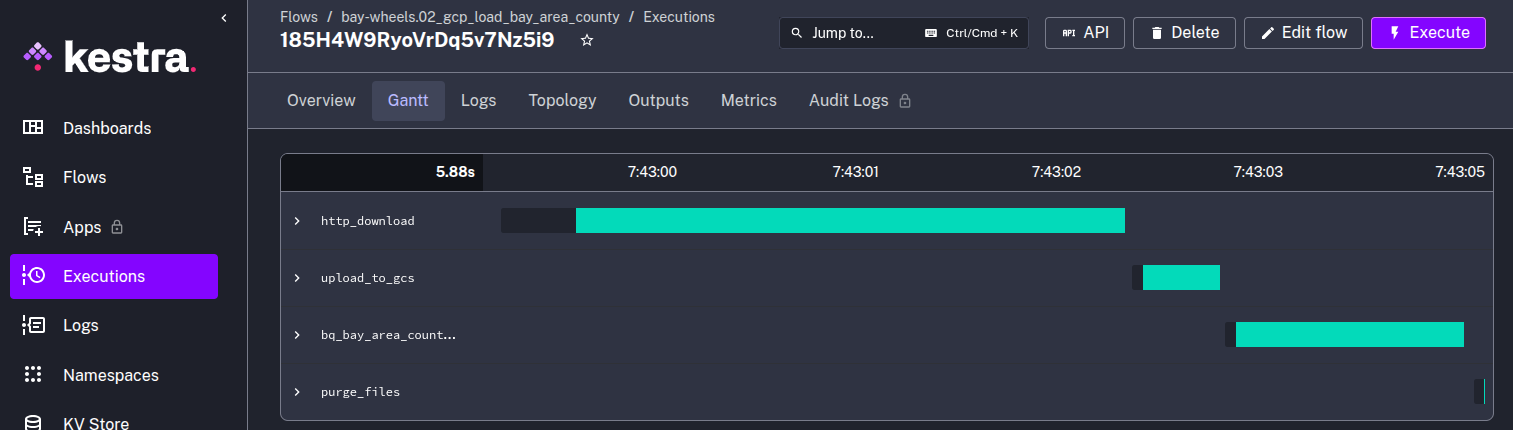 Flows / bay-wheels.02_gcp_load_bay_area_county / Executions
185H4W9RyoVrDq5v7Nz5i9
Jump to... Ctrl/Cmd + K
API
Delete
Edit flow
Execute
kestra.
Dashboards
Flows
Apps
Executions
Logs
Namespaces
KV Store
Overview Gantt Logs Topology Outputs Metrics Audit Logs
5.88s 7:43:00 7:43:01 7:43:02 7:43:03 7:43:05
http_download
upload_to_gcs
bq_bay_area_count...
purge_files